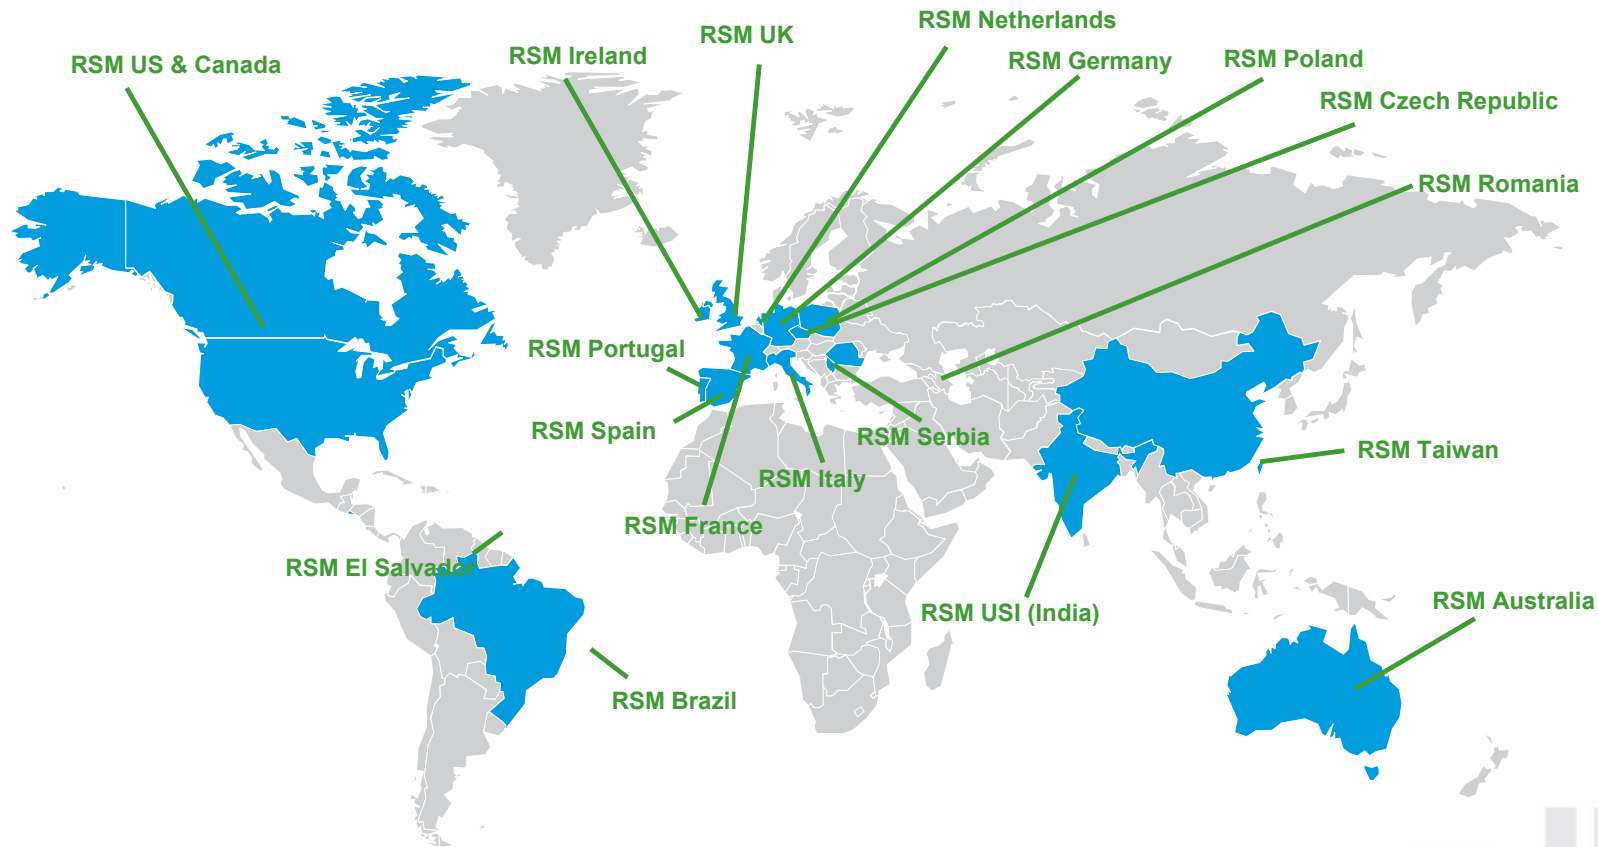 RSM Netherlands
RSM UK
RSM Ireland
RSM US & Canada
RSM Germany
RSM Poland
RSM Czech Republic
RSM Romania
RSM Portugal
RSM Spain
RSM Serbia
RSM Taiwan
RSM Italy
RSM France
RSM El Salvador
RSM USI (India)
RSM Australia
RSM Brazil